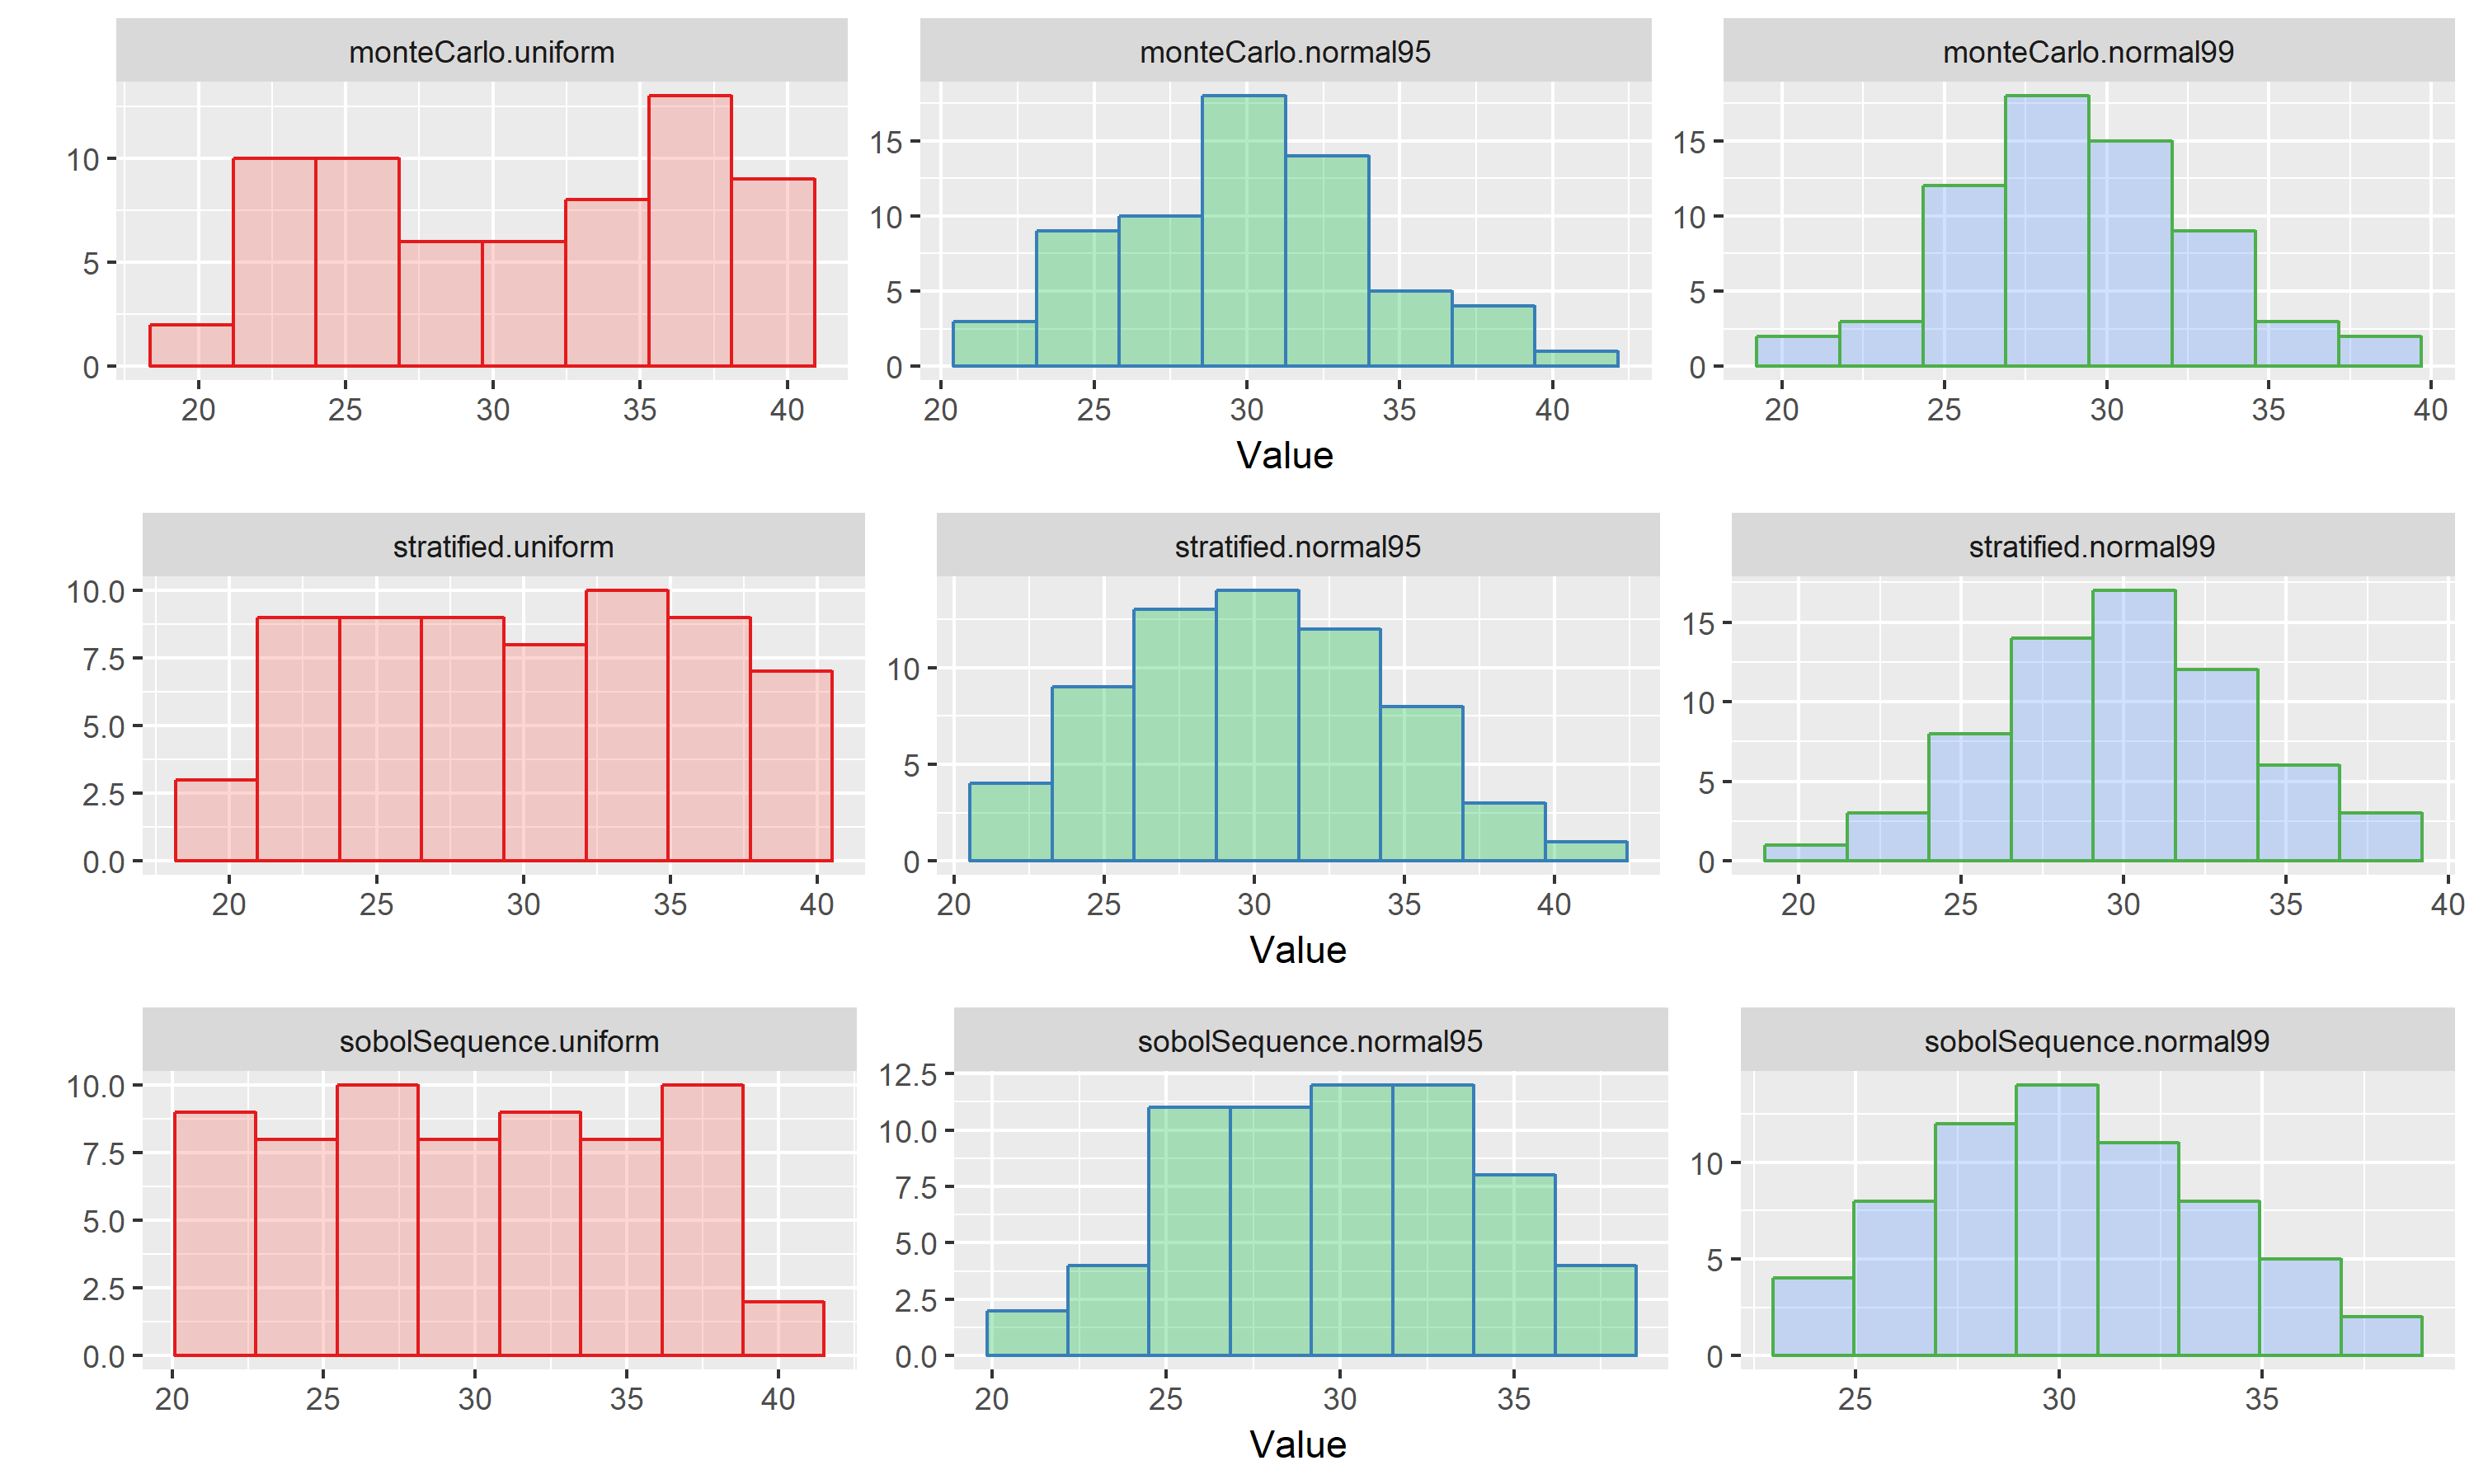 monteCarlo.uniform monteCarlo.normal95 monteCarlo.normal99
10
5
0
15
10
5
0
15
10
5
0
20 25 30 35 40
20 25 30 35 40
20 25 30 35 40
Value
stratified.uniform stratified.normal95 stratified.normal99
10.0
7.5
5.0
2.5
0.0
10
5
0
15
10
5
0
20 25 30 35 40
20 25 30 35 40
20 25 30 35 40
Value
sobolSequence.uniform sobolSequence.normal95 sobolSequence.normal99
10.0
7.5
5.0
2.5
0.0
12.5
10.0
7.5
5.0
2.5
0.0
10
5
0
20 25 30 35 40
20 25 30 35
25 30 35
Value